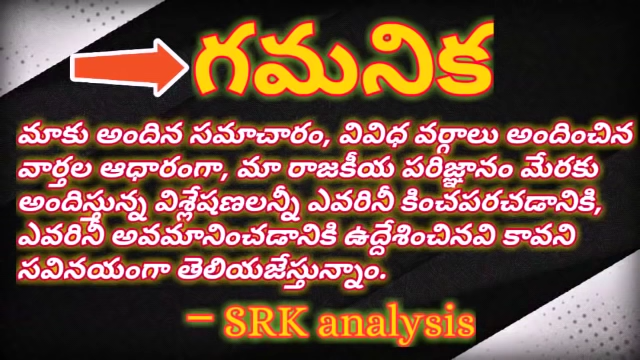 గమనిక
మాకు అందిన సమాచారం, వివిధ వర్గాలు అందించిన
వార్తల ఆధారంగా, మా రాజకీయ పరిజ్ఞానం మేరకు
అందిస్తున్న విశ్లేషణలన్నీ ఎవరినీ కించపరచడానికి,
ఎవరినీ అవమానించడానికి ఉద్దేశించినవి కావని
సవినయంగా తెలియజేస్తున్నాం.
– SRK analysis